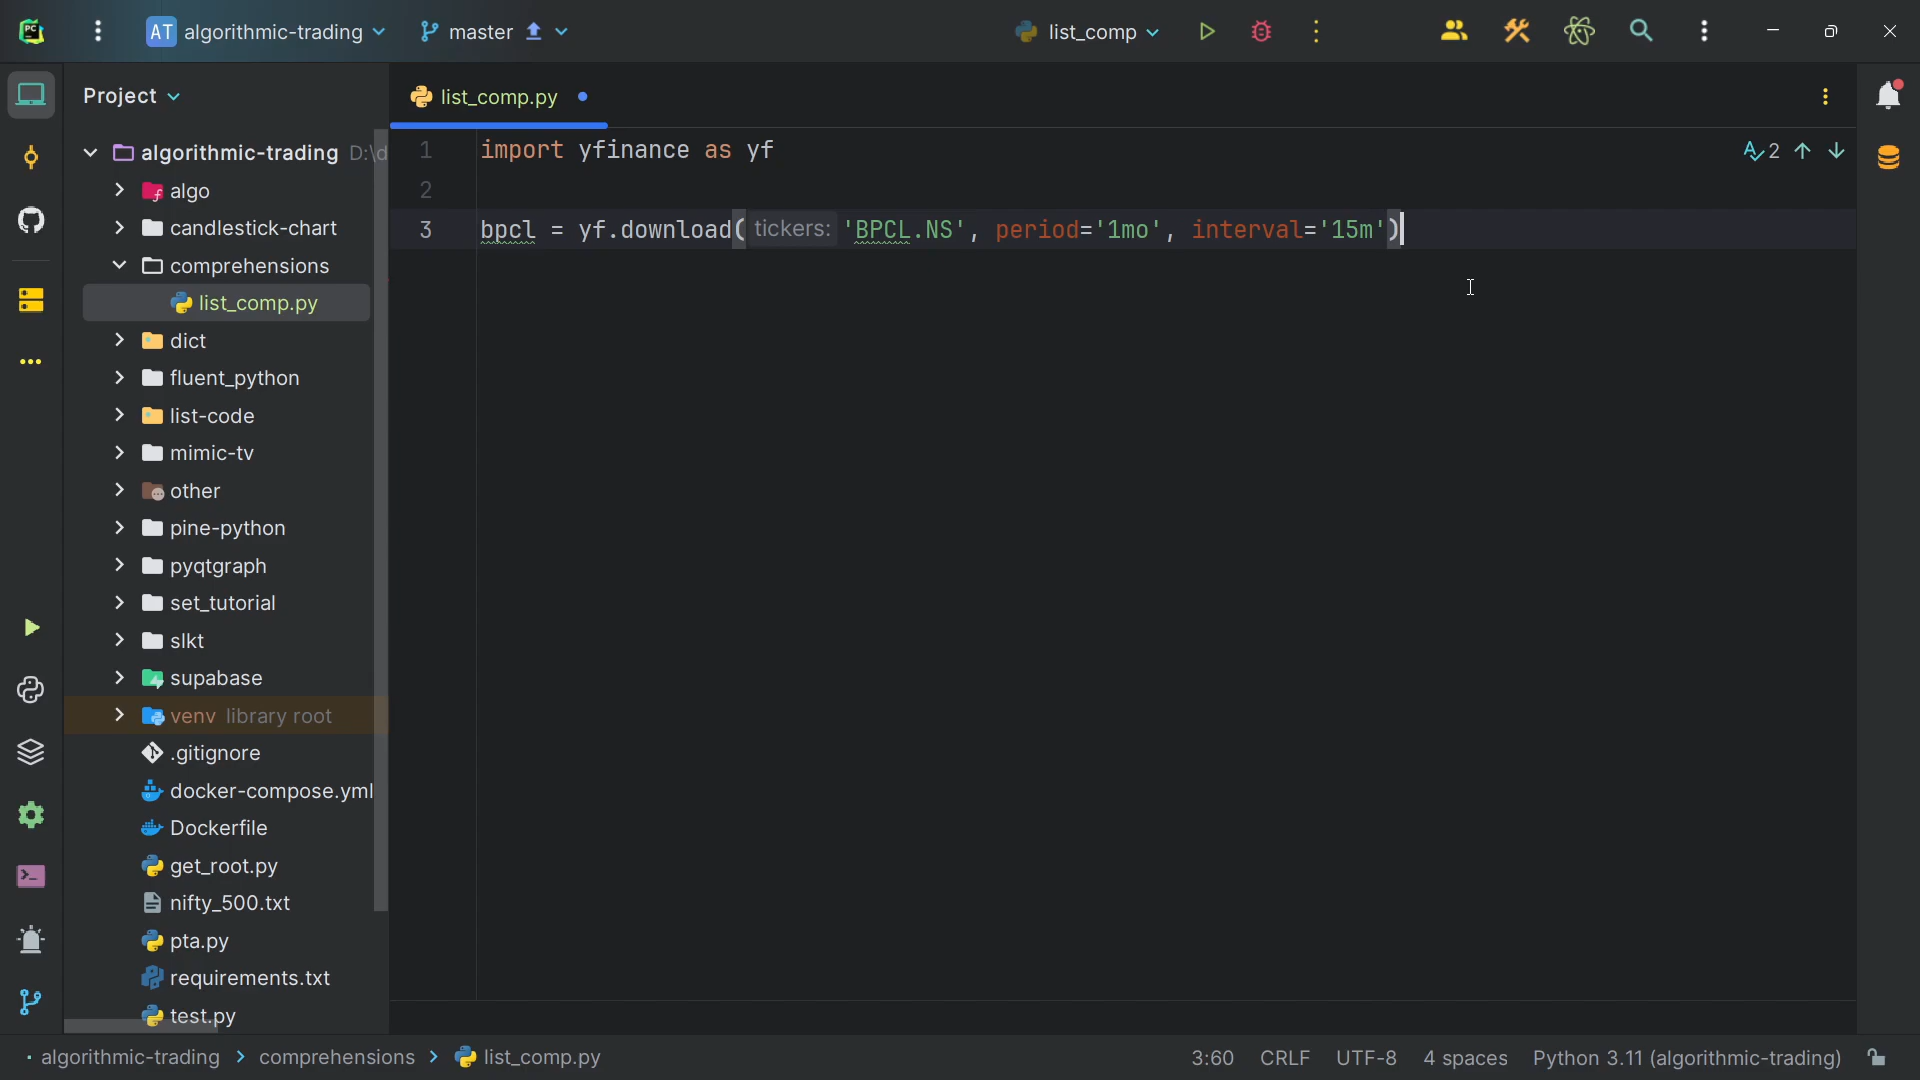 AT algorithmic-trading master list_comp
Project
list_comp.py
algorithmic-trading D:\d
algo
candlestick-chart
comprehensions
list_comp.py
dict
fluent_python
list-code
mimic-tv
other
pine-python
pyqtgraph
set_tutorial
slkt
supabase
venv library root
.gitignore
docker-compose.yml
Dockerfile
get_root.py
nifty_500.txt
pta.py
requirements.txt
test.py
1 import yfinance as yf
2
3 bpcl = yf.download( tickers: 'BPCL.NS', period='1mo', interval='15m')
2
algorithmic-trading > comprehensions > list_comp.py
3:60 CRLF UTF-8 4 spaces Python 3.11 (algorithmic-trading)